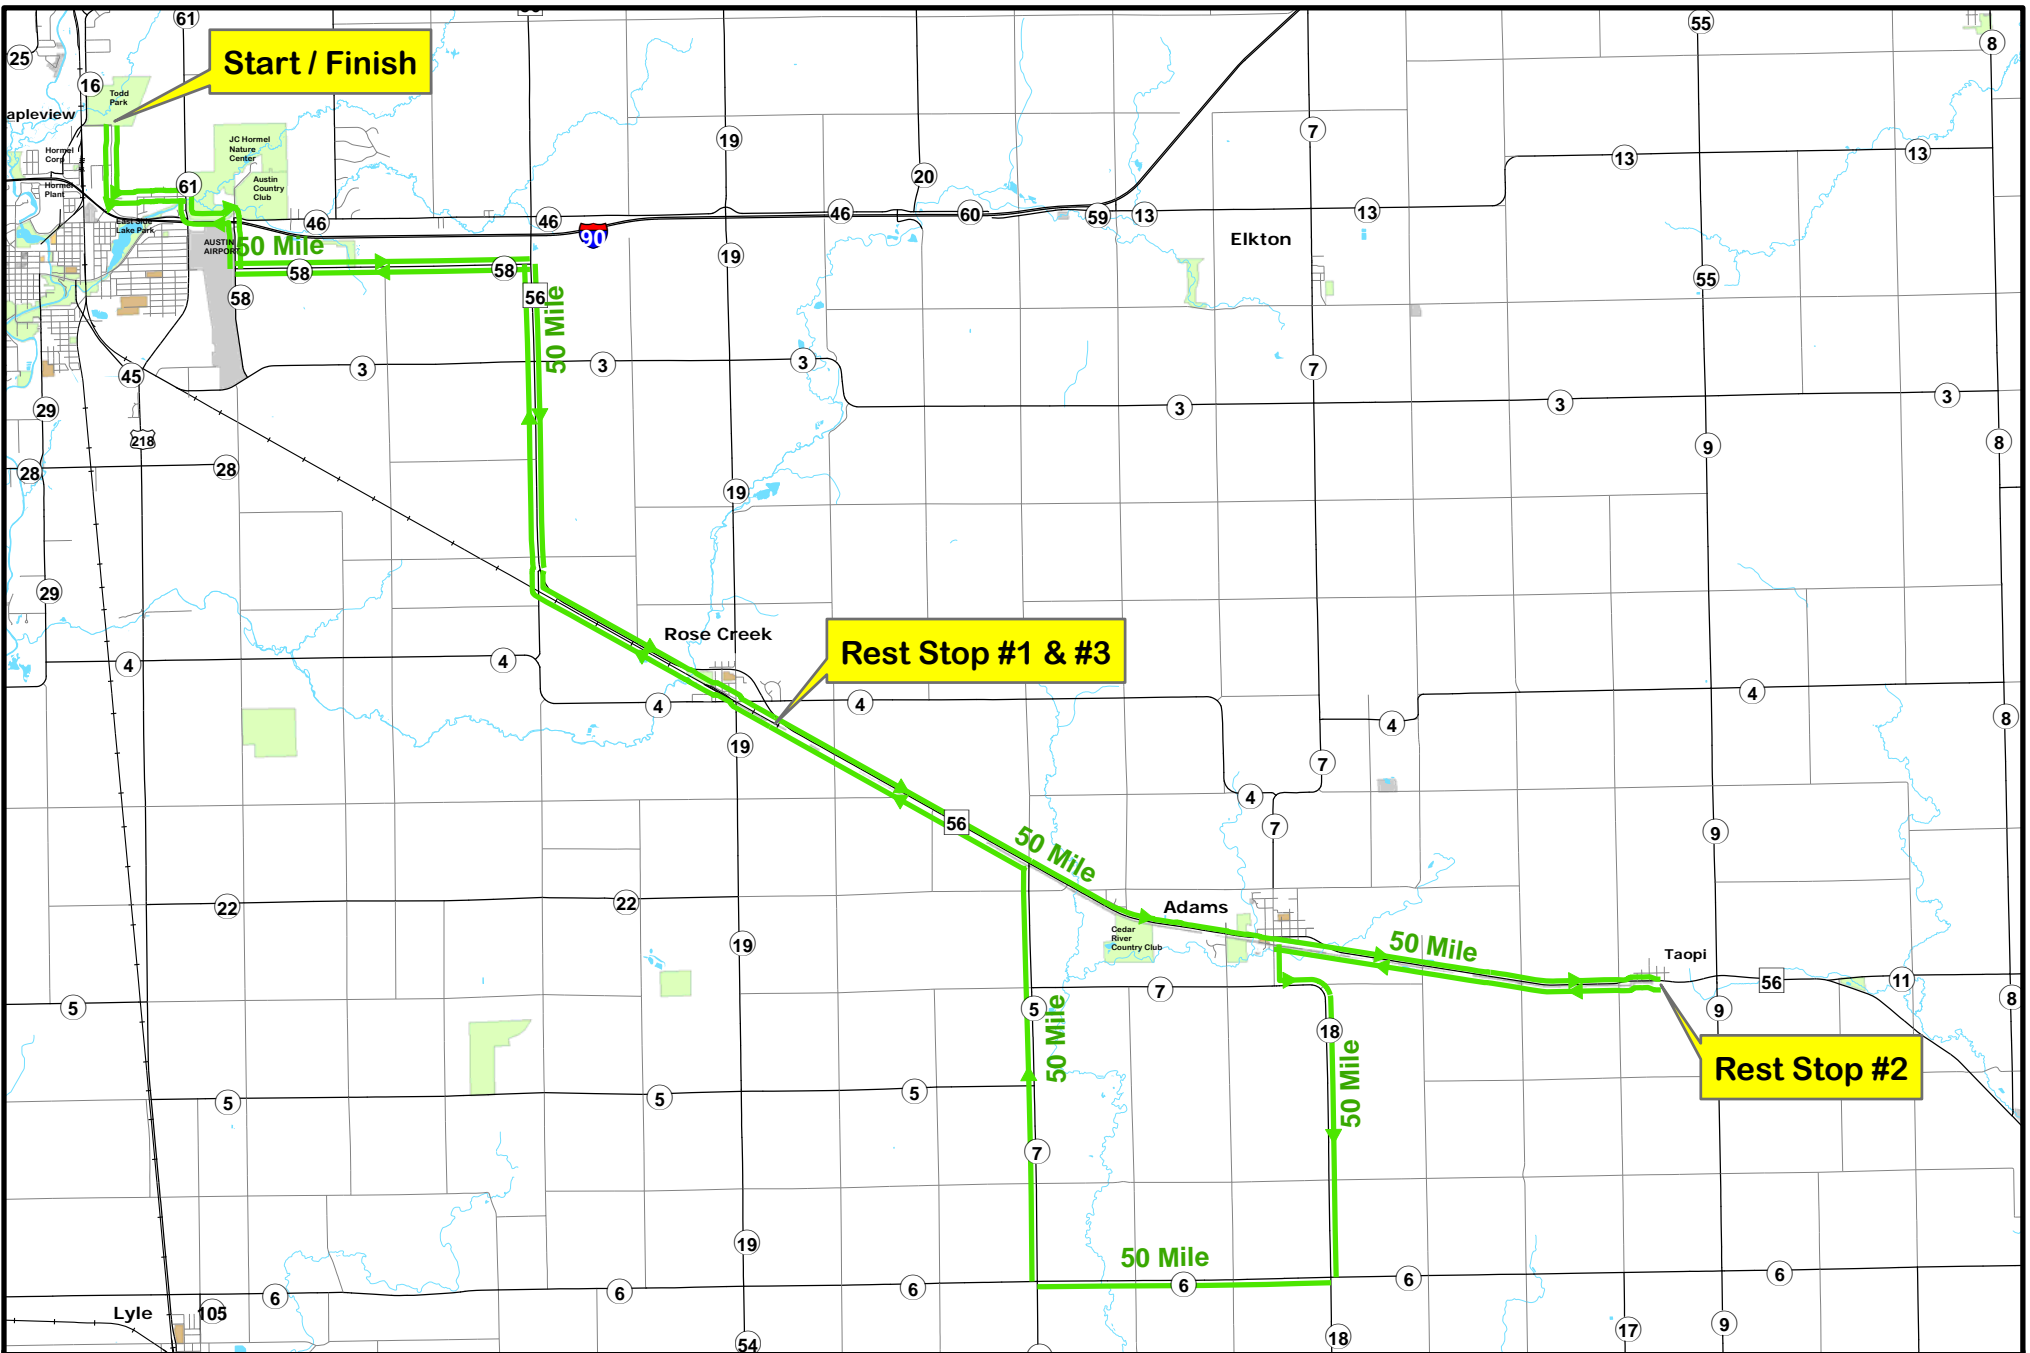 61
55
8
25
Start / Finish
16
Todd
Park
apleview
JC Hormel
Nature
Center
Hormel
Corp
Hormel
Plant
Austin
Country
Club
61
19
7
13
13
20
46
46
46
60
59
13
13
East Side
Lake Park
90
Elkton
AUSTIN
AIRPORT
50 Mile
58
58
58
56
50 Mile
19
55
3
3
3
7
45
3
3
3
29
218
9
8
28
28
19
29
Rose Creek
Rest Stop #1 & #3
4
4
4
4
4
4
8
19
7
4
7
56
50 Mile
9
22
22
Adams
Cedar
River
Country Club
19
50 Mile
Taopi
56
11
8
5
7
5
50 Mile
18
50 Mile
9
Rest Stop #2
5
5
5
7
19
50 Mile
6
6
6
6
6
6
Lyle
105
54
18
17
9